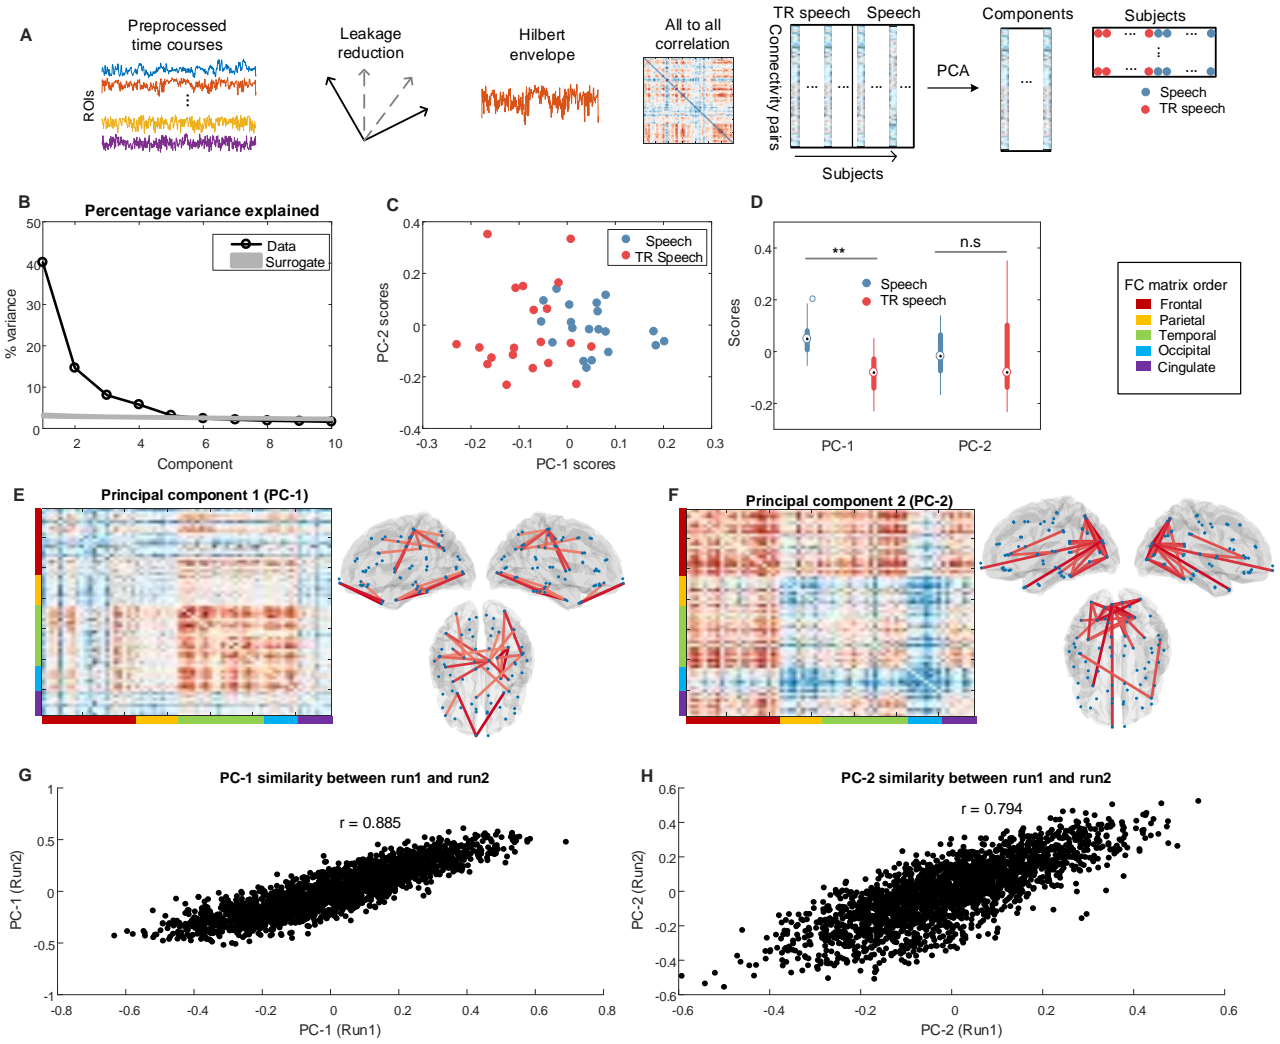 A
Preprocessed
time courses
ROIs
Leakage
reduction
Hilbert
envelope
All to all
correlation
TR speech
Speech
Connectivity pairs
Subjects
PCA
Components
Subjects
Speech
TR speech
B
Percentage variance explained
Data
Surrogate
% variance
50
40
30
20
10
0
2
4
6
8
10
Component
C
Speech
TR Speech
PC-2 scores
0.4
0.2
0
-0.2
-0.4
-0.3
-0.2
-0.1
0
0.1
0.2
0.3
PC-1 scores
D
**
n.s
Speech
TR speech
Scores
0.4
0.2
0
-0.2
PC-1
PC-2
FC matrix order
Frontal
Parietal
Temporal
Occipital
Cingulate
E
Principal component 1 (PC-1)
F
Principal component 2 (PC-2)
G
PC-1 similarity between run1 and run2
r = 0.885
PC-1 (Run2)
1
0.5
0
-0.5
-1
-0.8
-0.6
-0.4
-0.2
0
0.2
0.4
0.6
0.8
PC-1 (Run1)
H
PC-2 similarity between run1 and run2
r = 0.794
PC-2 (Run2)
0.6
0.4
0.2
0
-0.2
-0.4
-0.6
-0.6
-0.4
-0.2
0
0.2
0.4
0.6
PC-2 (Run1)